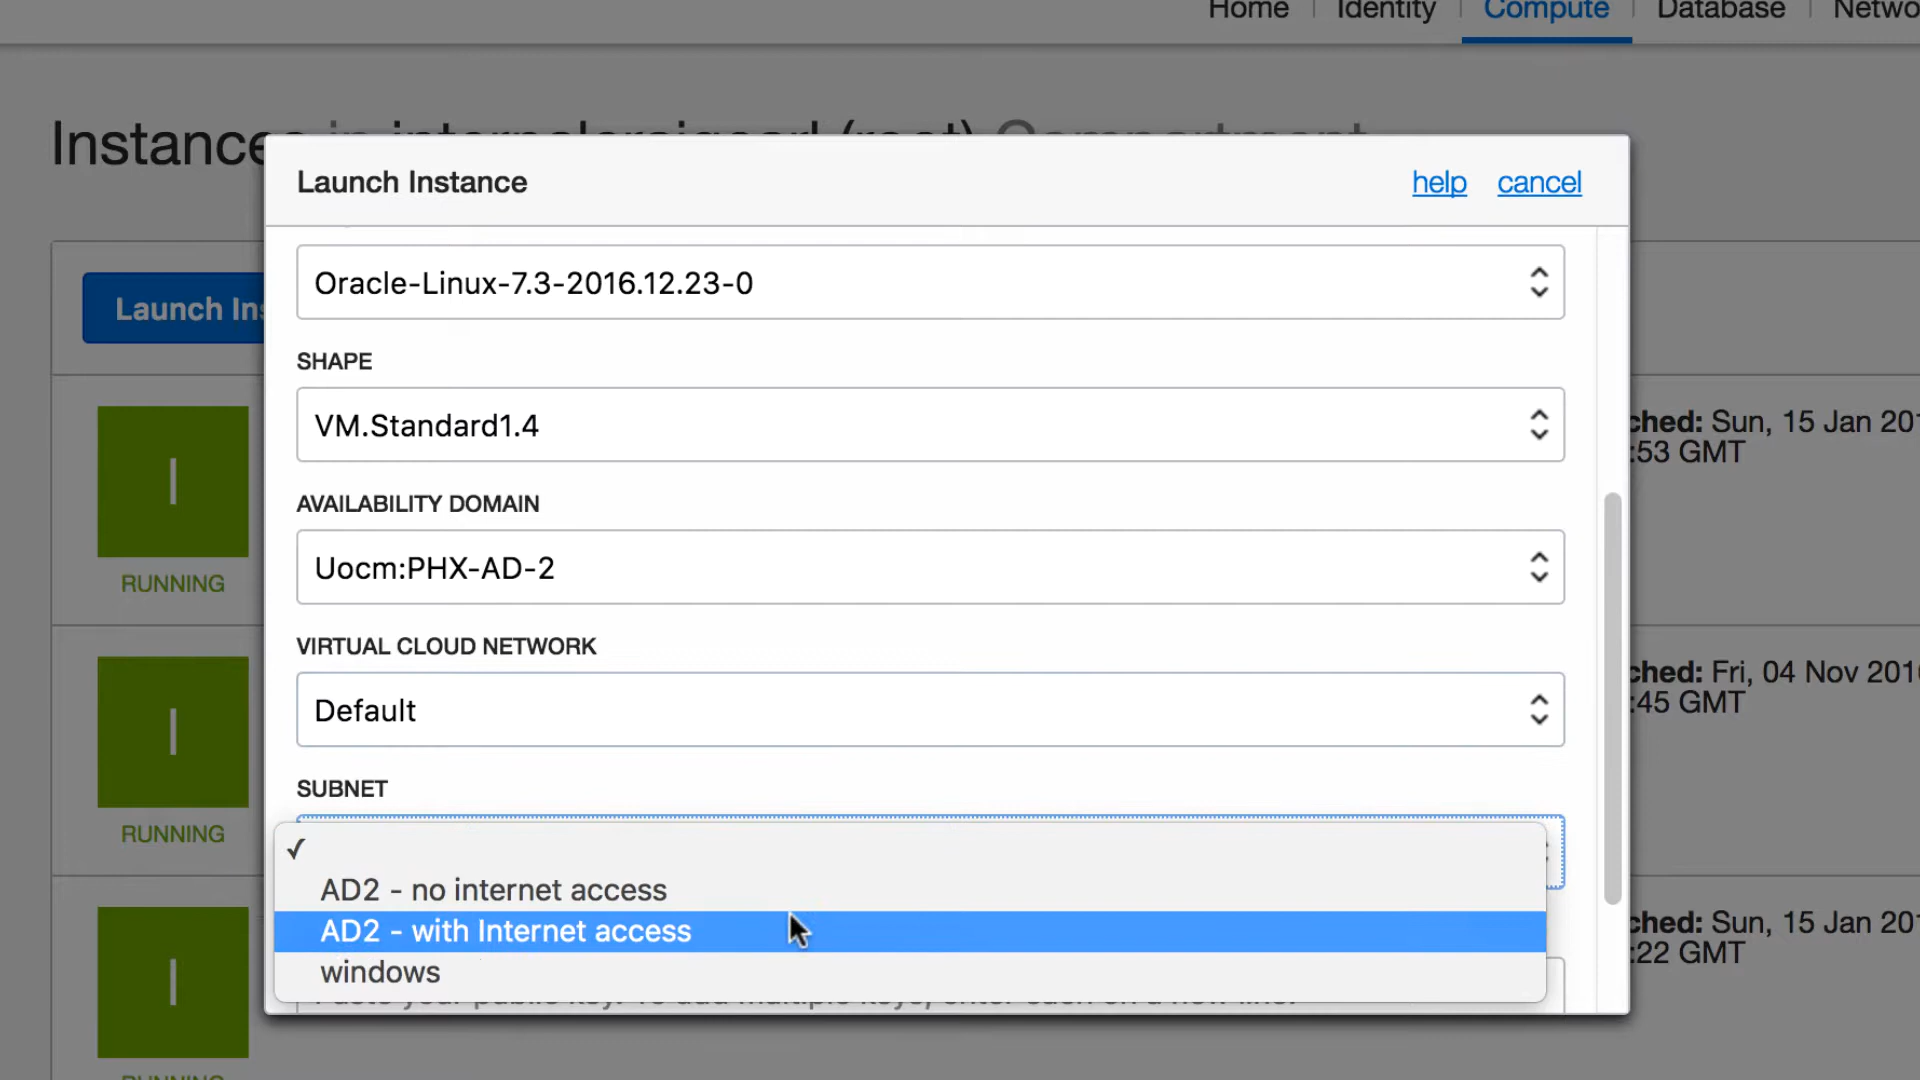 Home Identity Compute Database Netwo
Instances in
Launch Instance help cancel
Oracle-Linux-7.3-2016.12.23-0
Launch Ins
SHAPE
VM.Standard1.4
ched: Sun, 15 Jan 201
:53 GMT
AVAILABILITY DOMAIN
Uocm:PHX-AD-2
RUNNING
VIRTUAL CLOUD NETWORK
Default
ched: Fri, 04 Nov 2016
:45 GMT
SUBNET
RUNNING
AD2 - no internet access
AD2 - with Internet access
windows
ched: Sun, 15 Jan 201
:22 GMT
RUNNING